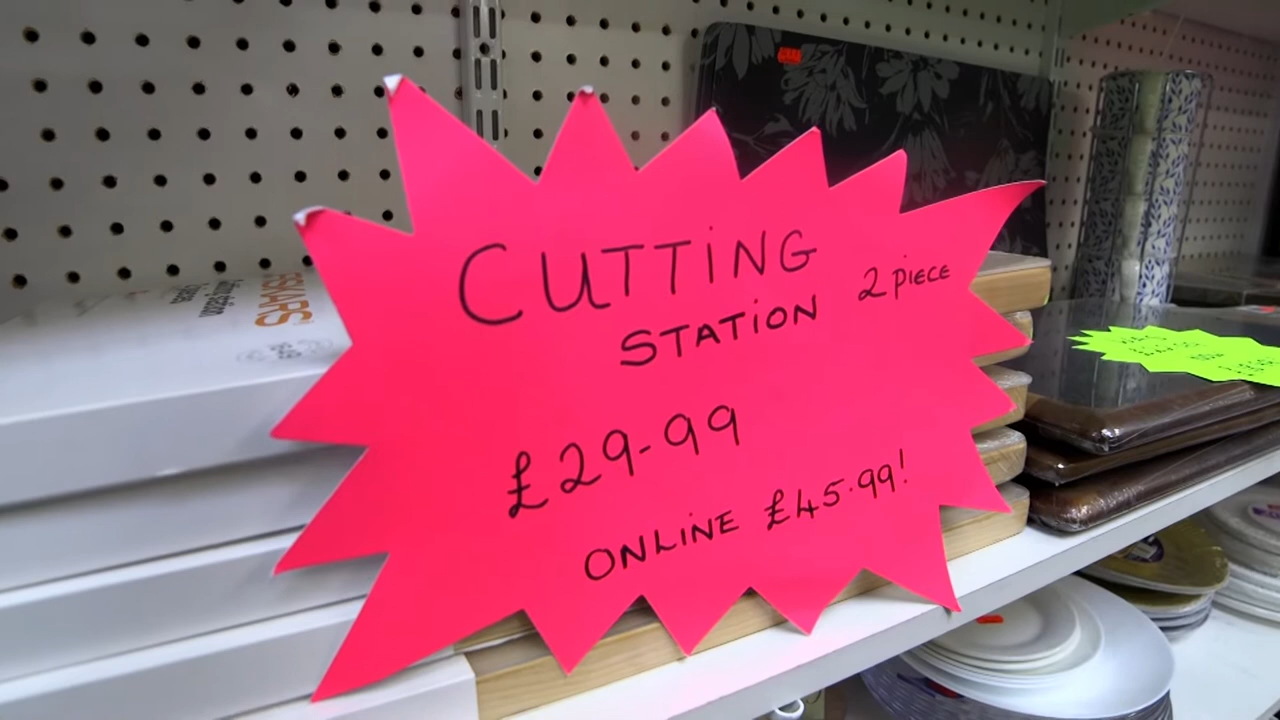 CUTTiNG
STATiON 2 PiECE
£29-99
ONLiNE £45.99!
FISKARS